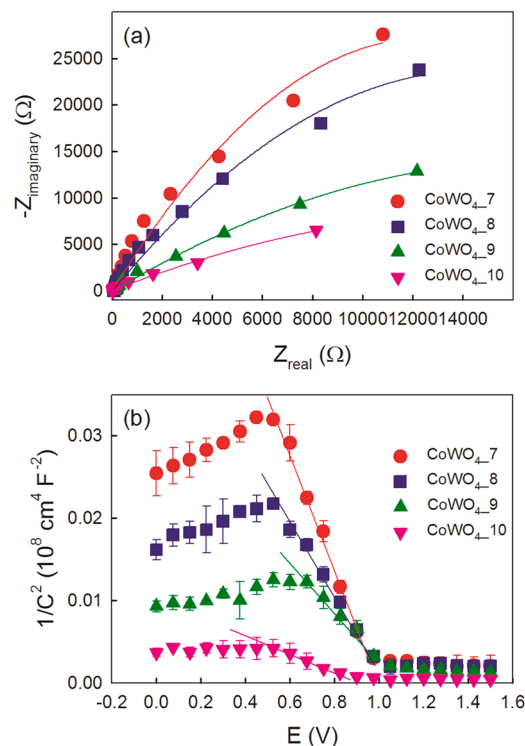 (a)
25000
20000
15000
10000
5000
0
-Z_imaginary (Ω)
CoWO₄_7
CoWO₄_8
CoWO₄_9
CoWO₄_10
0 2000 4000 6000 8000 10000 12000 14000
Z_real (Ω)
(b)
0.03
0.02
0.01
0.00
1/C² (10⁸ cm⁴ F⁻²)
CoWO₄_7
CoWO₄_8
CoWO₄_9
CoWO₄_10
-0.2 0.0 0.2 0.4 0.6 0.8 1.0 1.2 1.4 1.6
E (V)